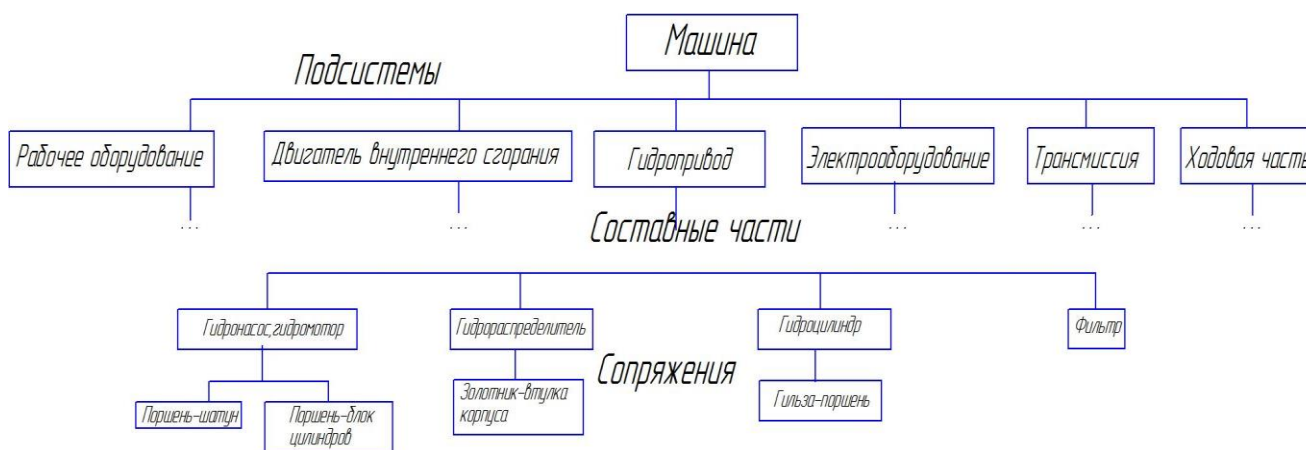 Машина
Подсистемы
Рабочее оборудование
Двигатель внутреннего сгорания
Гидропривод
Электрооборудование
Трансмиссия
Ходовая часть
...
...
...
...
...
Составные части
Гидронасос,гидромотор
Гидрораспределитель
Гидроцилиндр
Фильтр
Сопряжения
Поршень-шатун
Поршень-блок
цилиндров
Золотник-втулка
корпуса
Гильза-поршень